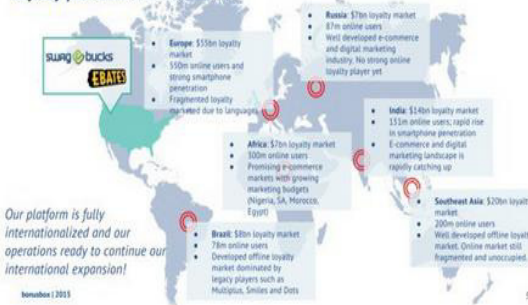 swagbucks
EBATES
Europe: $55bn loyalty
market
550m online users and
strong smartphone
penetration
Fragmented loyalty
marketed due to languages
Russia: $7bn loyalty market
87m online users
Well developed e-commerce
and digital marketing
industry. No strong online
loyalty player yet
Africa: $7bn loyalty market
300m online users
Promising e-commerce
markets with growing
marketing budgets
(Nigeria, SA, Morocco,
Egypt)
India: $14bn loyalty market
151m online users; rapid rise
in smartphone penetration
E-commerce and digital
marketing landscape is
rapidly catching up
Brazil: $8bn loyalty market
78m online users
Developed offline loyalty
market dominated by
legacy players such as
Multiplus, Smiles and Dots
Southeast Asia: $20bn loyalty
market
200m online users
Well developed offline loyalty
market. Online market still
fragmented and unoccupied.
Our platform is fully
internationalized and our
operations ready to continue our
international expansion!
bonusbox | 2015